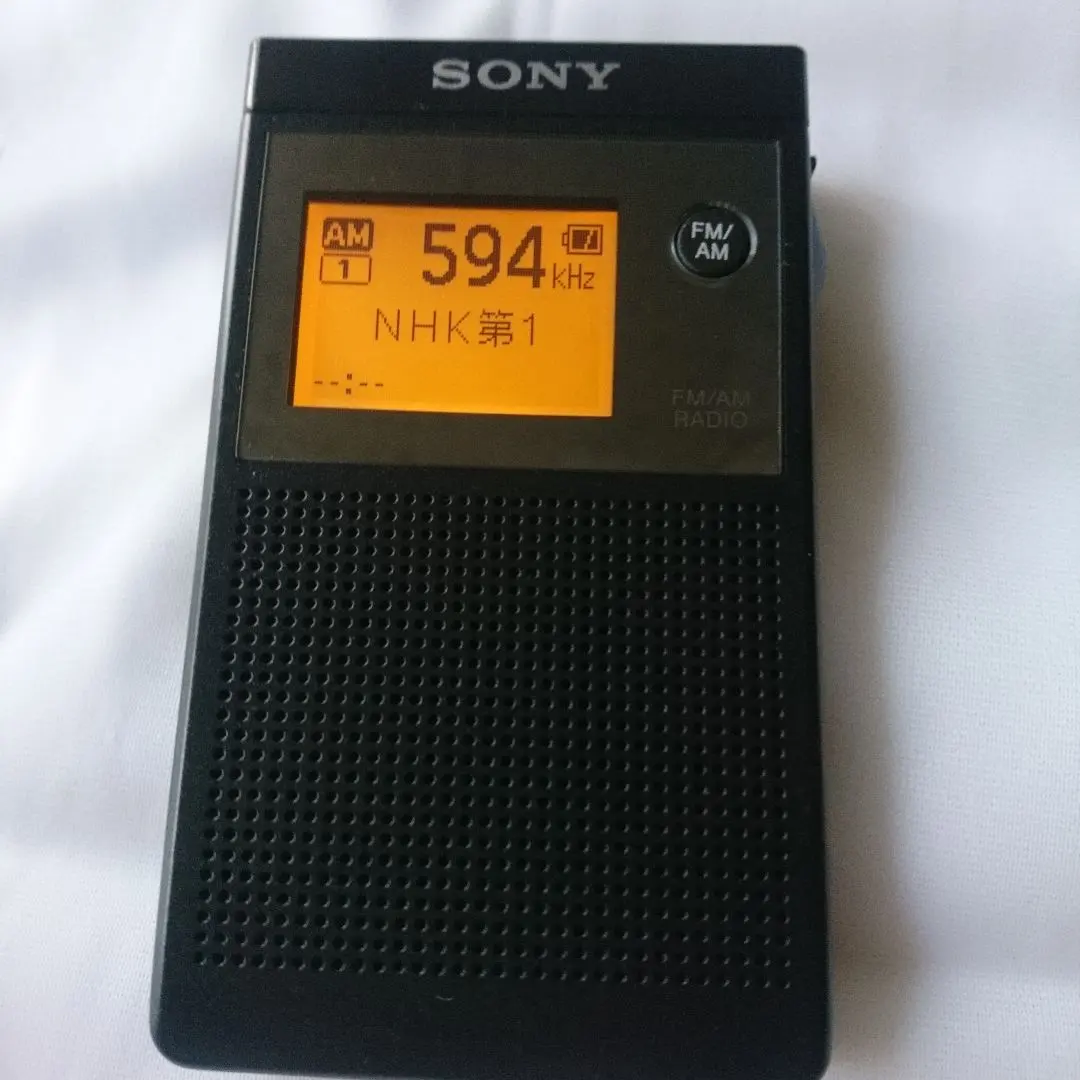 SONY
AM
594
kHz
1
NHK第1
--:--
FM/
AM
FM/AM
RADIO